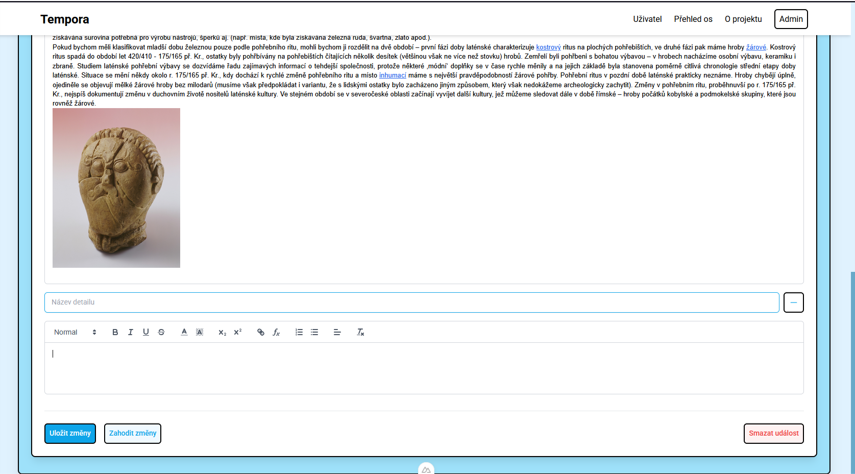 Tempora
Uživatel Přehled os O projektu Admin
získávána surovina potřebná pro výrobu nástrojů, šperků aj. (např. místa, kde byla získávána železná ruda, švartna, zlato apod.).
Pokud bychom měli klasifikovat mladší dobu železnou pouze podle pohřebního ritu, mohli bychom ji rozdělit na dvě období – první fázi doby laténské charakterizuje kostrový ritus na plochých pohřebištích, ve druhé fázi pak máme hroby žárové. Kostrový
ritus spadá do období let 420/410 - 175/165 př. Kr., ostatky byly pohřbívány na pohřebištích čítajících několik desítek (většinou však ne více než stovku) hrobů. Zemřelí byli pohřbeni s bohatou výbavou – v hrobech nacházíme osobní výbavu, keramiku i
zbraně. Studiem laténské pohřební výbavy se dozvídáme řadu zajímavých informací o tehdejší společnosti, protože některé ‚módní' doplňky se v čase rychle měnily a na jejich základě byla stanovena poměrně citlivá chronologie střední etapy doby
laténské. Situace se mění někdy okolo r. 175/165 př. Kr., kdy dochází k rychlé změně pohřebního ritu a místo inhumací máme s největší pravděpodobností žárové pohřby. Pohřební ritus v pozdní době laténské prakticky neznáme. Hroby chybějí úplně,
ojediněle se objevují mělké žárové hroby bez milodarů (musíme však předpokládat i variantu, že s lidskými ostatky bylo zacházeno jiným způsobem, který však nedokážeme archeologicky zachytit). Změny v pohřebním ritu, proběhnuvší po r. 175/165 př.
Kr., nejspíš dokumentují změnu v duchovním životě nositelů laténské kultury. Ve stejném období se v severočeské oblasti začínají vyvíjet další kultury, jež můžeme sledovat dále v době římské – hroby počátků kobylské a podmokelské skupiny, které jsou
rovněž žárové.
Název detailu
Normal
Uložit změny Zahodit změny Smazat událost